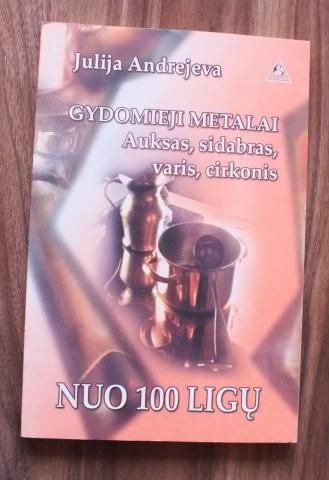 Julija Andrejeva
GYDOMIEJI METALAI
Auksas, sidabras,
varis, cirkonis
NUO 100 LIGŲ